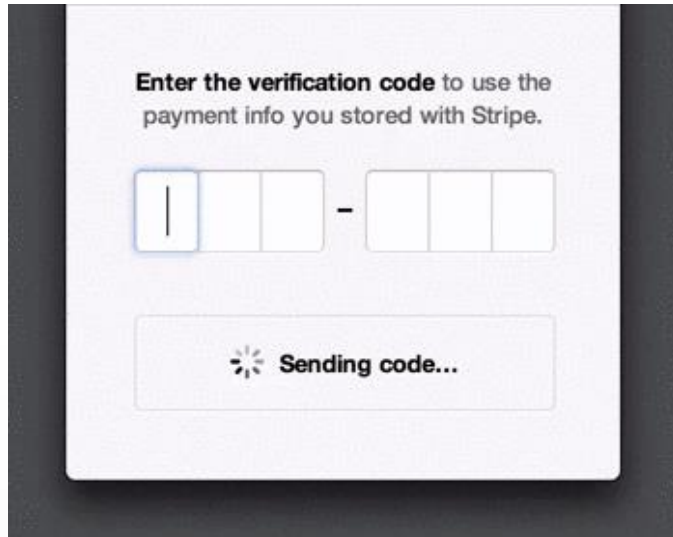 Enter the verification code to use the
payment info you stored with Stripe.
-
Sending code...